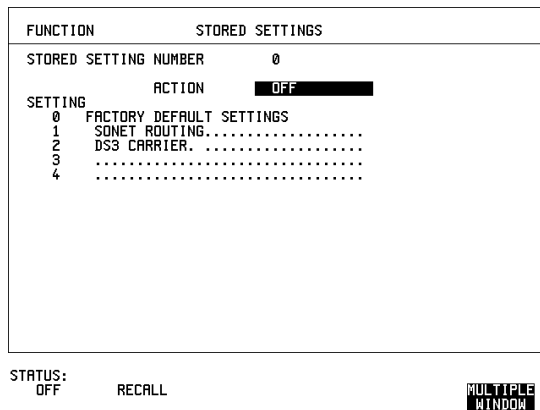 FUNCTION STORED SETTINGS
STORED SETTING NUMBER 0
ACTION OFF
SETTING
0 FACTORY DEFAULT SETTINGS
1 SONET ROUTING...................
2 DS3 CARRIER. ...................
3 ................................
4 ................................
STATUS:
OFF RECALL MULTIPLE
WINDOW